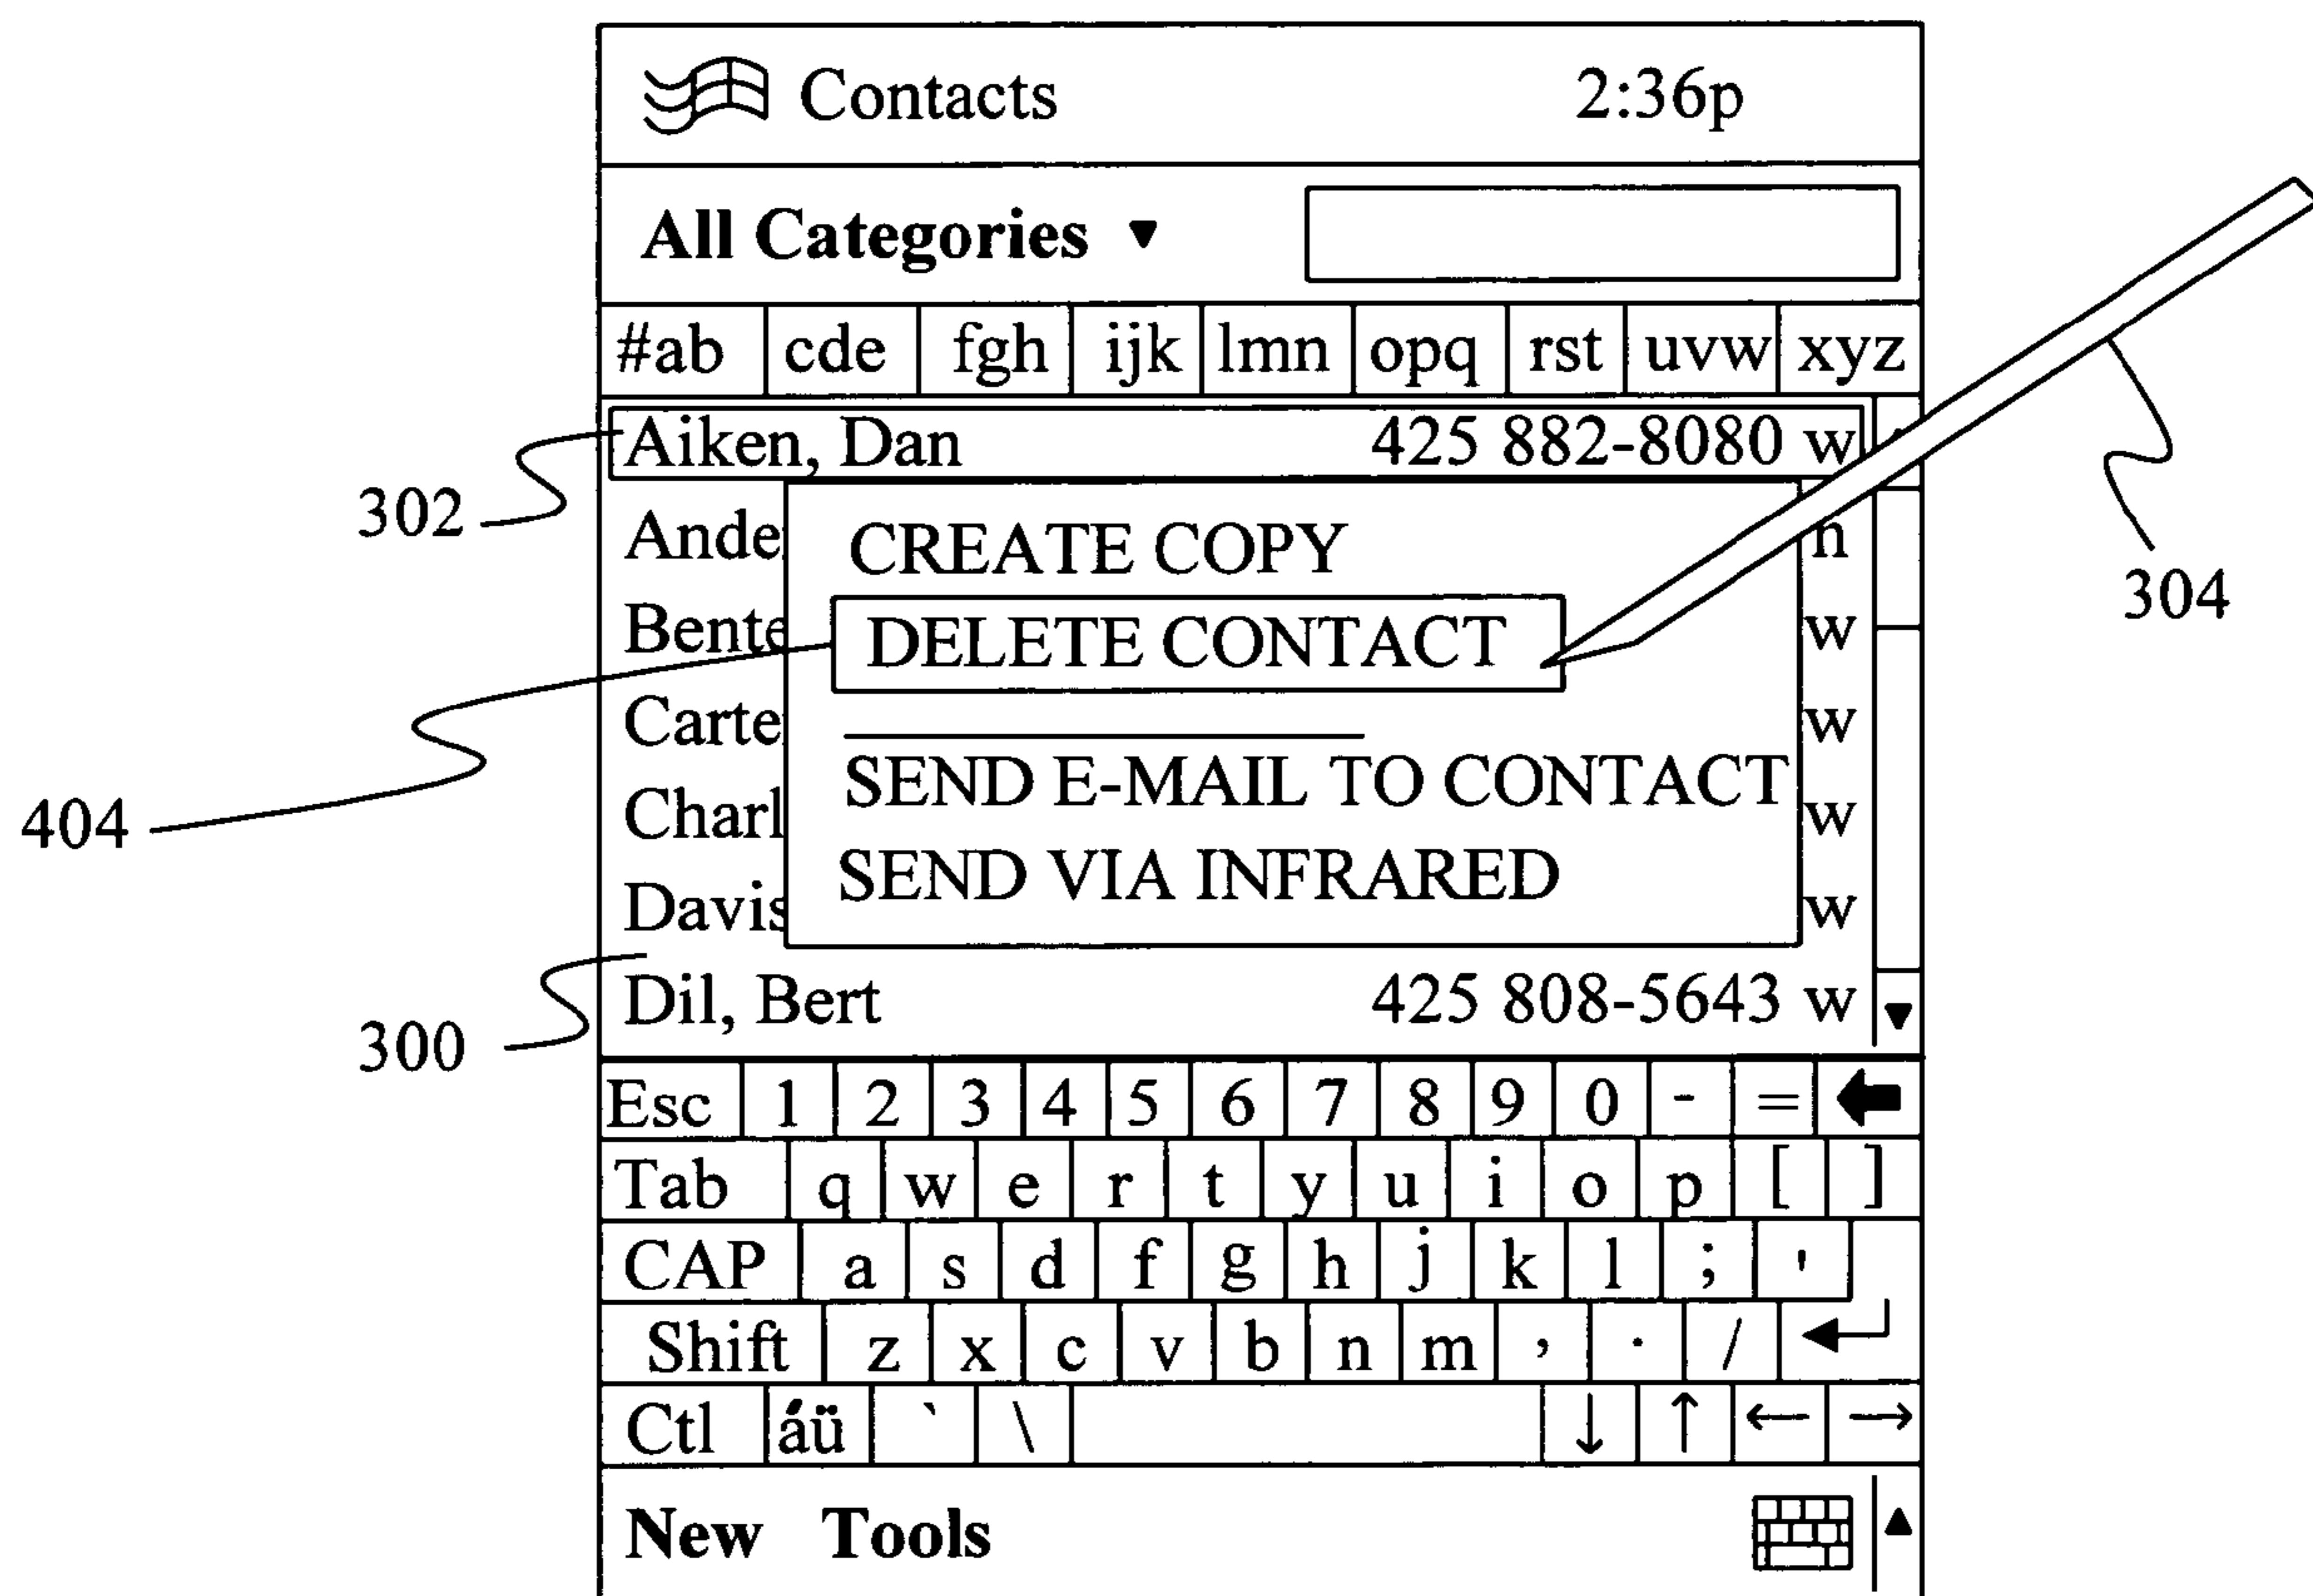 Contacts 2:36p
All Categories ▼
#ab cde fgh ijk lmn opq rst uvw xyz
Aiken, Dan 425 882-8080 w
302
Ande n
CREATE COPY
304
Bente w
DELETE CONTACT
Carte w
SEND E-MAIL TO CONTACT
404
Charl w
SEND VIA INFRARED
Davis w
Dil, Bert 425 808-5643 w
300
Esc 1 2 3 4 5 6 7 8 9 0 - =
Tab q w e r t y u i o p [ ]
CAP a s d f g h j k l ; '
Shift z x c v b n m , . /
Ctl áü ` \ ↓ ↑ ← →
New Tools